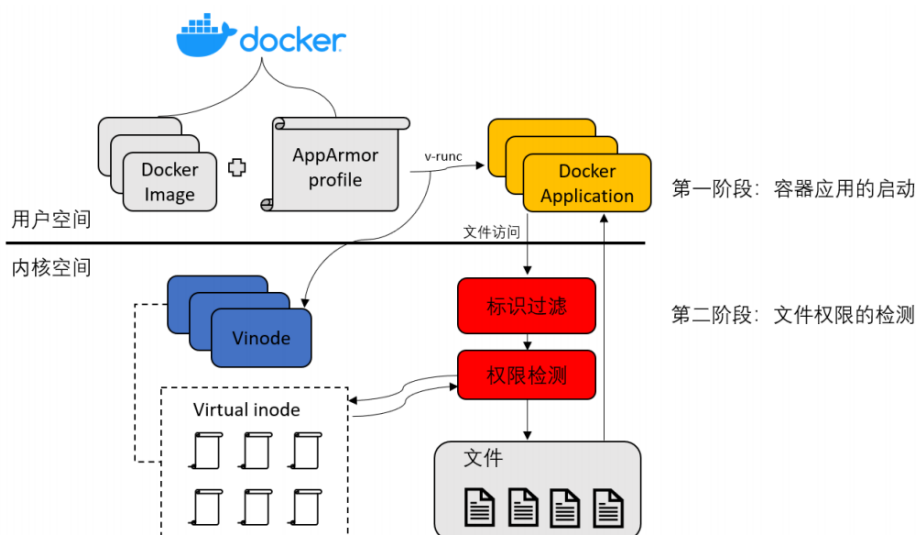 docker
Docker
Image
AppArmor
profile
v-runc
Docker
Application
第一阶段：容器应用的启动
用户空间
文件访问
内核空间
标识过滤
第二阶段：文件权限的检测
Vinode
权限检测
Virtual inode
文件